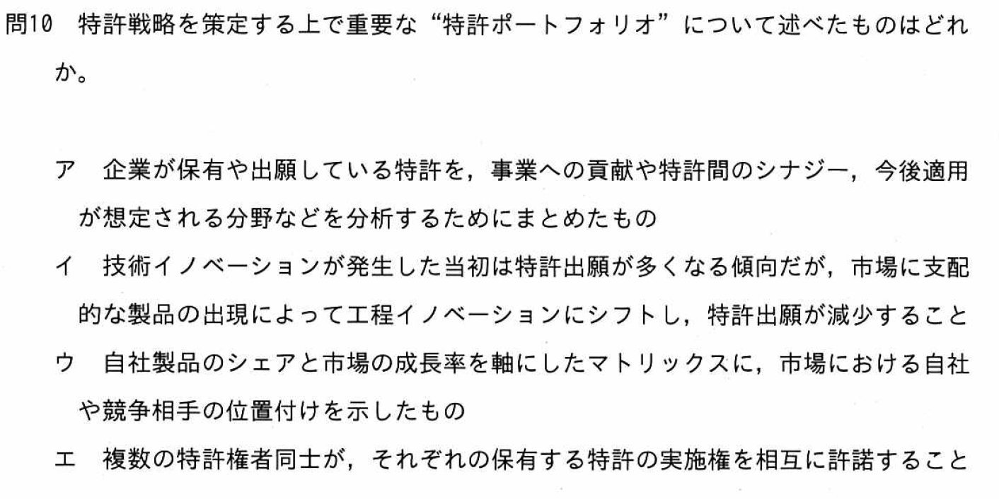 問10　特許戦略を策定する上で重要な“特許ポートフォリオ”について述べたものはどれ
か。
ア　企業が保有や出願している特許を，事業への貢献や特許間のシナジー，今後適用
が想定される分野などを分析するためにまとめたもの
イ　技術イノベーションが発生した当初は特許出願が多くなる傾向だが，市場に支配
的な製品の出現によって工程イノベーションにシフトし，特許出願が減少すること
ウ　自社製品のシェアと市場の成長率を軸にしたマトリックスに，市場における自社
や競争相手の位置付けを示したもの
エ　複数の特許権者同士が，それぞれの保有する特許の実施権を相互に許諾すること